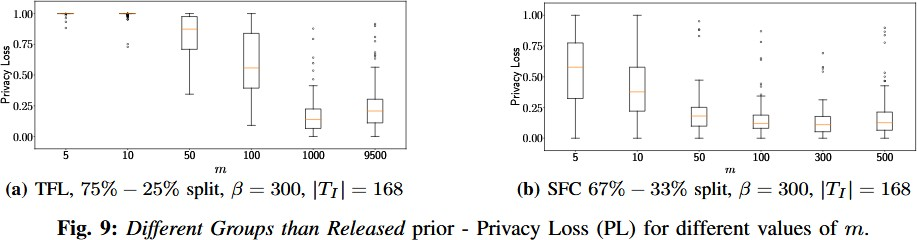 (a)
1.00
0.75
0.50
0.25
0.00
Privacy Loss
5 10 50 100 1000 9500
m
(a) TFL, 75% − 25% split, β = 300, |T_I| = 168
(b)
1.00
0.75
0.50
0.25
0.00
Privacy Loss
5 10 50 100 300 500
m
(b) SFC 67% − 33% split, β = 300, |T_I| = 168
Fig. 9: Different Groups than Released prior - Privacy Loss (PL) for different values of m.